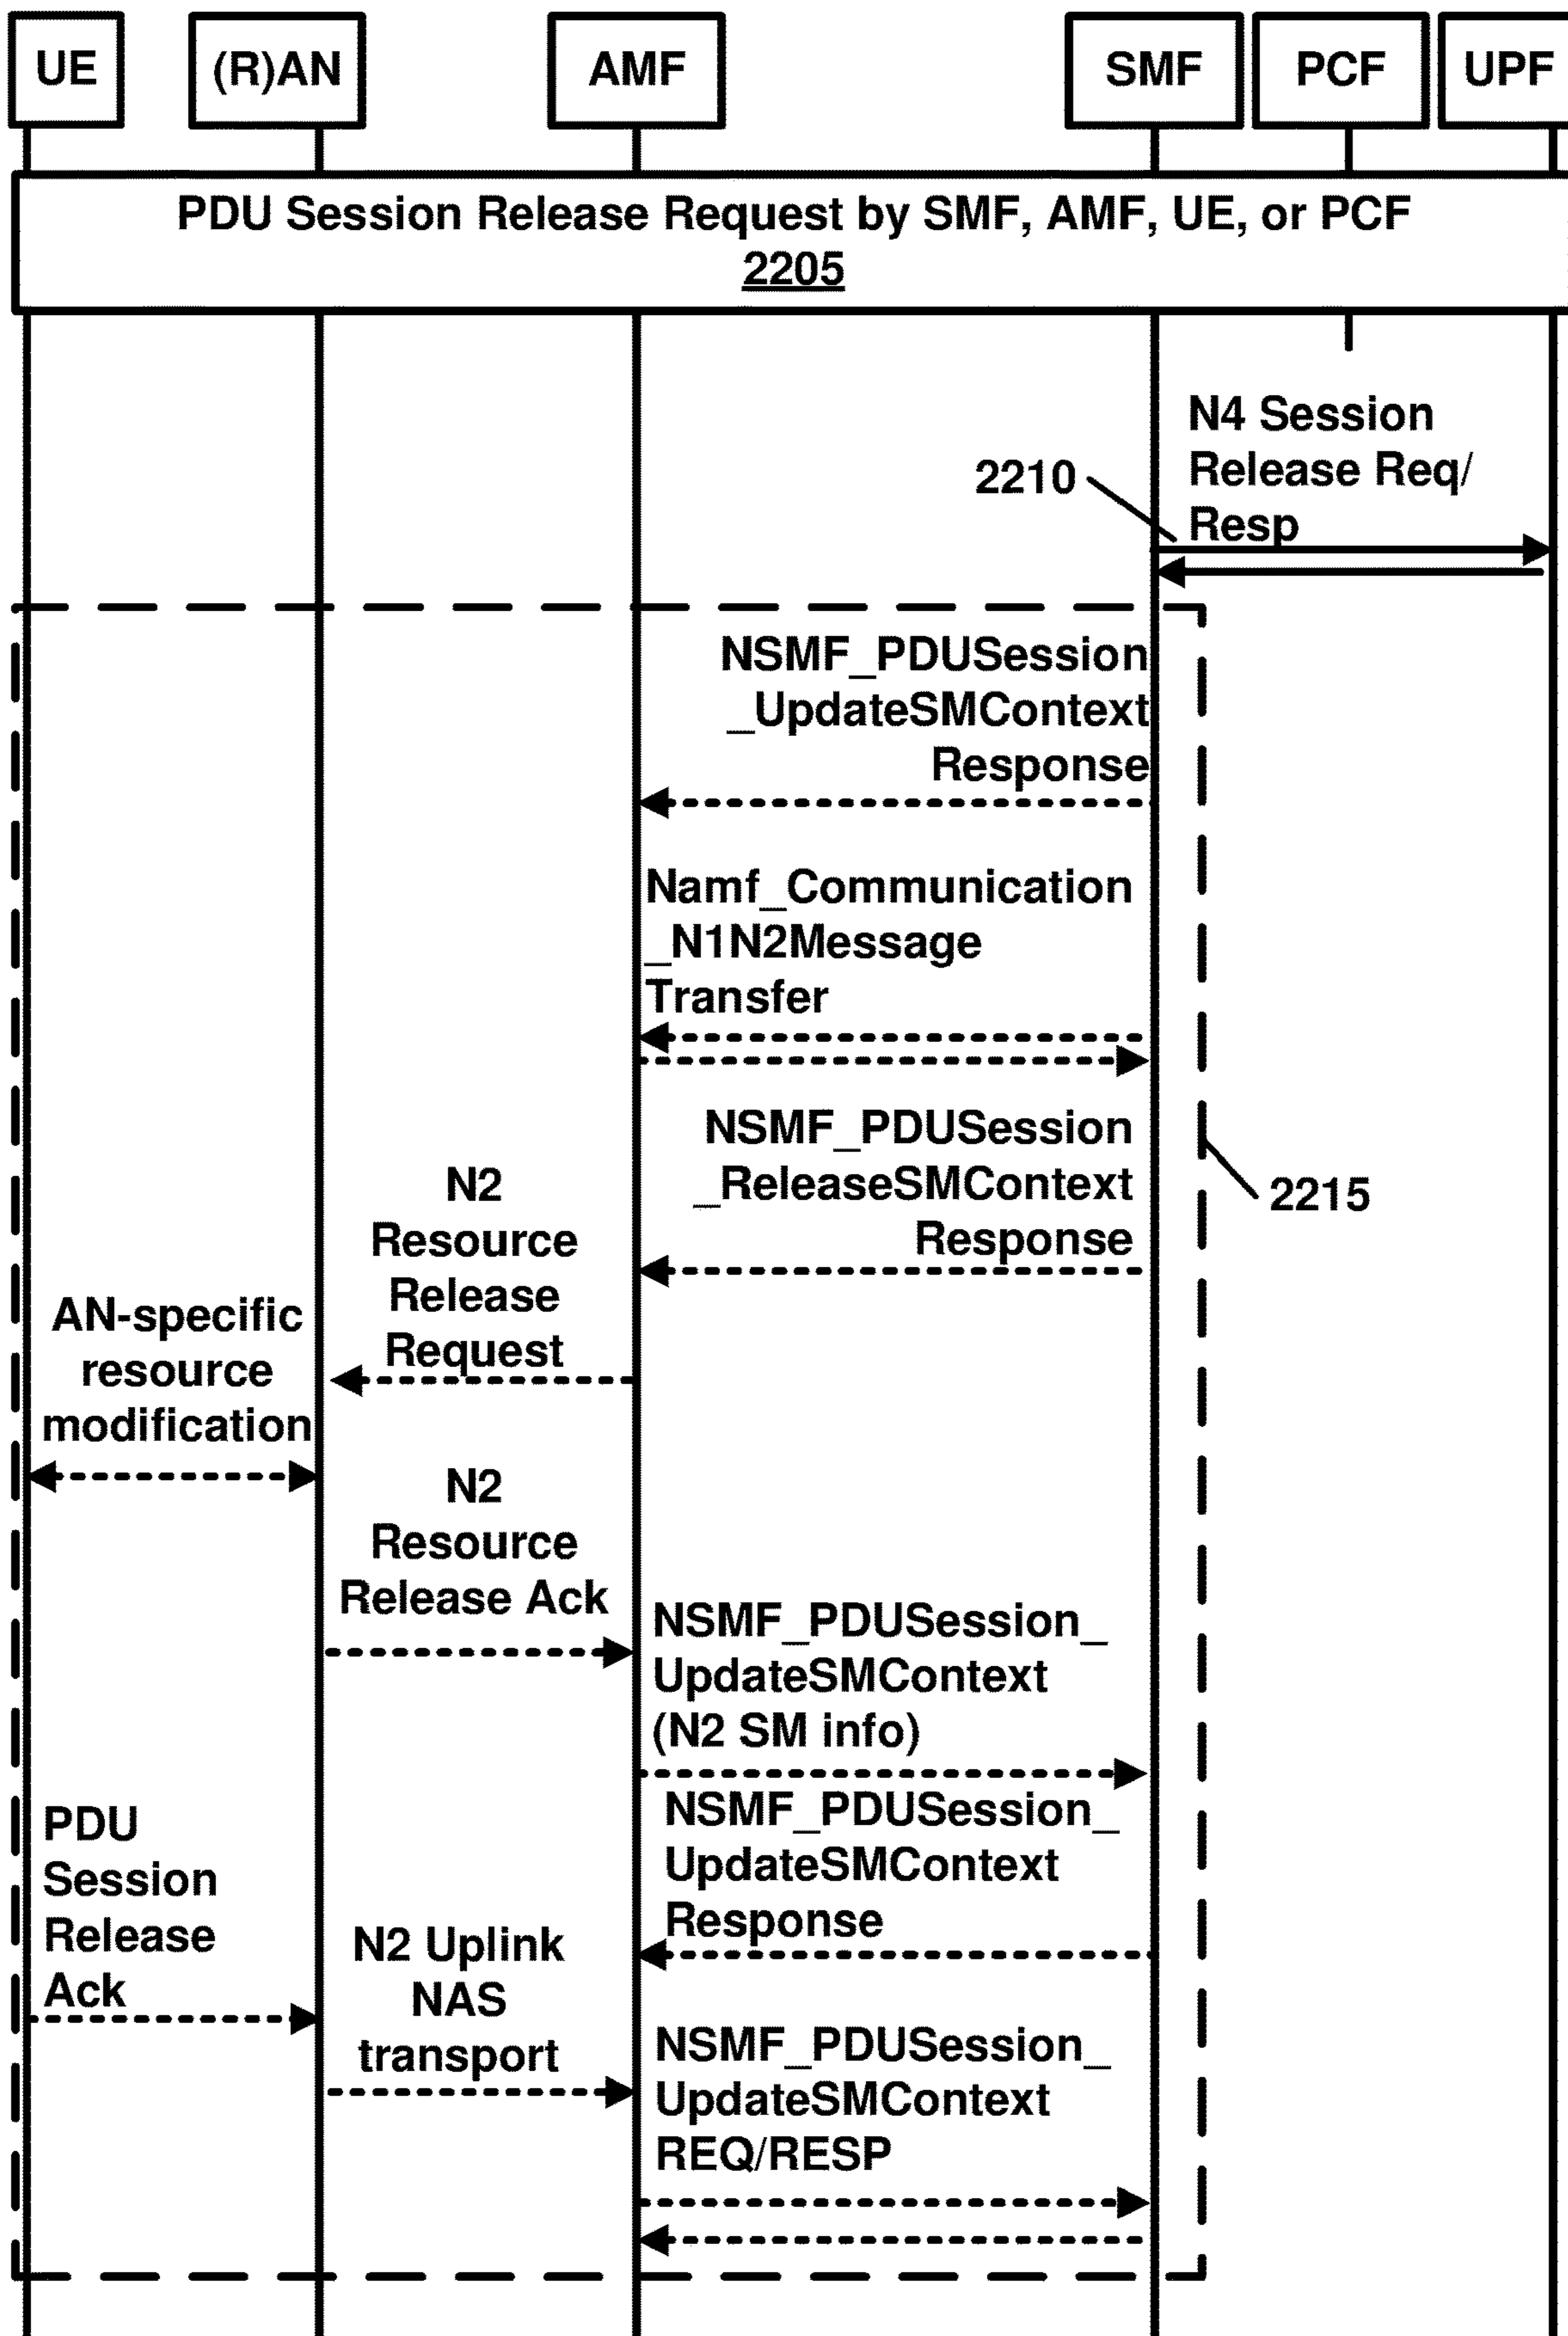 UE
(R)AN
AMF
SMF
PCF
UPF
PDU Session Release Request by SMF, AMF, UE, or PCF
2205
N4 Session
Release Req/
Resp
2210
NSMF_PDUSession
_UpdateSMContext
Response
Namf_Communication
_N1N2Message
Transfer
NSMF_PDUSession
_ReleaseSMContext
Response
2215
N2
Resource
Release
Request
AN-specific
resource
modification
N2
Resource
Release Ack
NSMF_PDUSession_
UpdateSMContext
(N2 SM info)
NSMF_PDUSession_
UpdateSMContext
Response
PDU
Session
Release
Ack
N2 Uplink
NAS
transport
NSMF_PDUSession_
UpdateSMContext
REQ/RESP